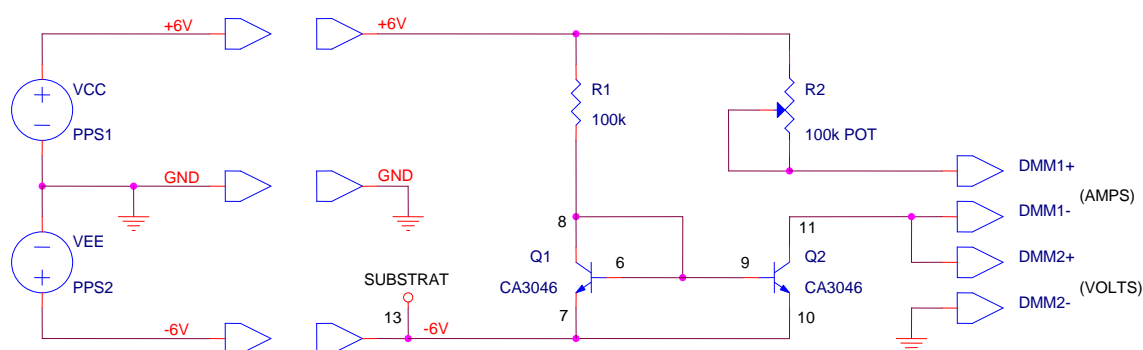 +6V
+6V
VCC
+
−
PPS1
R1
100k
R2
100k POT
GND
GND
DMM1+
(AMPS)
DMM1-
VEE
−
+
PPS2
8
11
Q1
6
9
Q2
DMM2+
SUBSTRAT
CA3046
CA3046
(VOLTS)
DMM2-
13
7
10
-6V
-6V